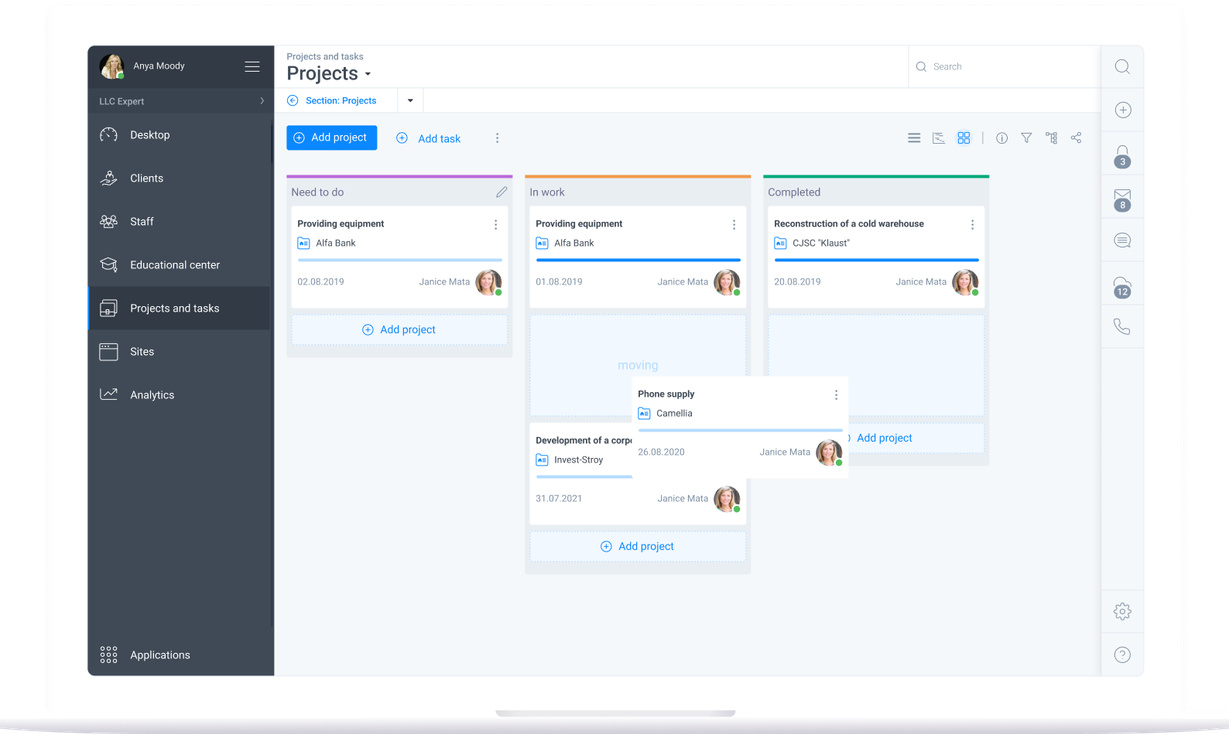 Anya Moody
LLC Expert
Desktop
Clients
Staff
Educational center
Projects and tasks
Sites
Analytics
Applications
Projects and tasks
Projects
Search
Section: Projects
Add project
Add task
Need to do
Providing equipment
Alfa Bank
02.08.2019
Janice Mata
Add project
In work
Providing equipment
Alfa Bank
01.08.2019
Janice Mata
moving
Development of a corp
Invest-Stroy
31.07.2021
Janice Mata
Add project
Phone supply
Camellia
26.08.2020
Janice Mata
Completed
Reconstruction of a cold warehouse
CJSC "Klaust"
20.08.2019
Janice Mata
Add project
3
8
12